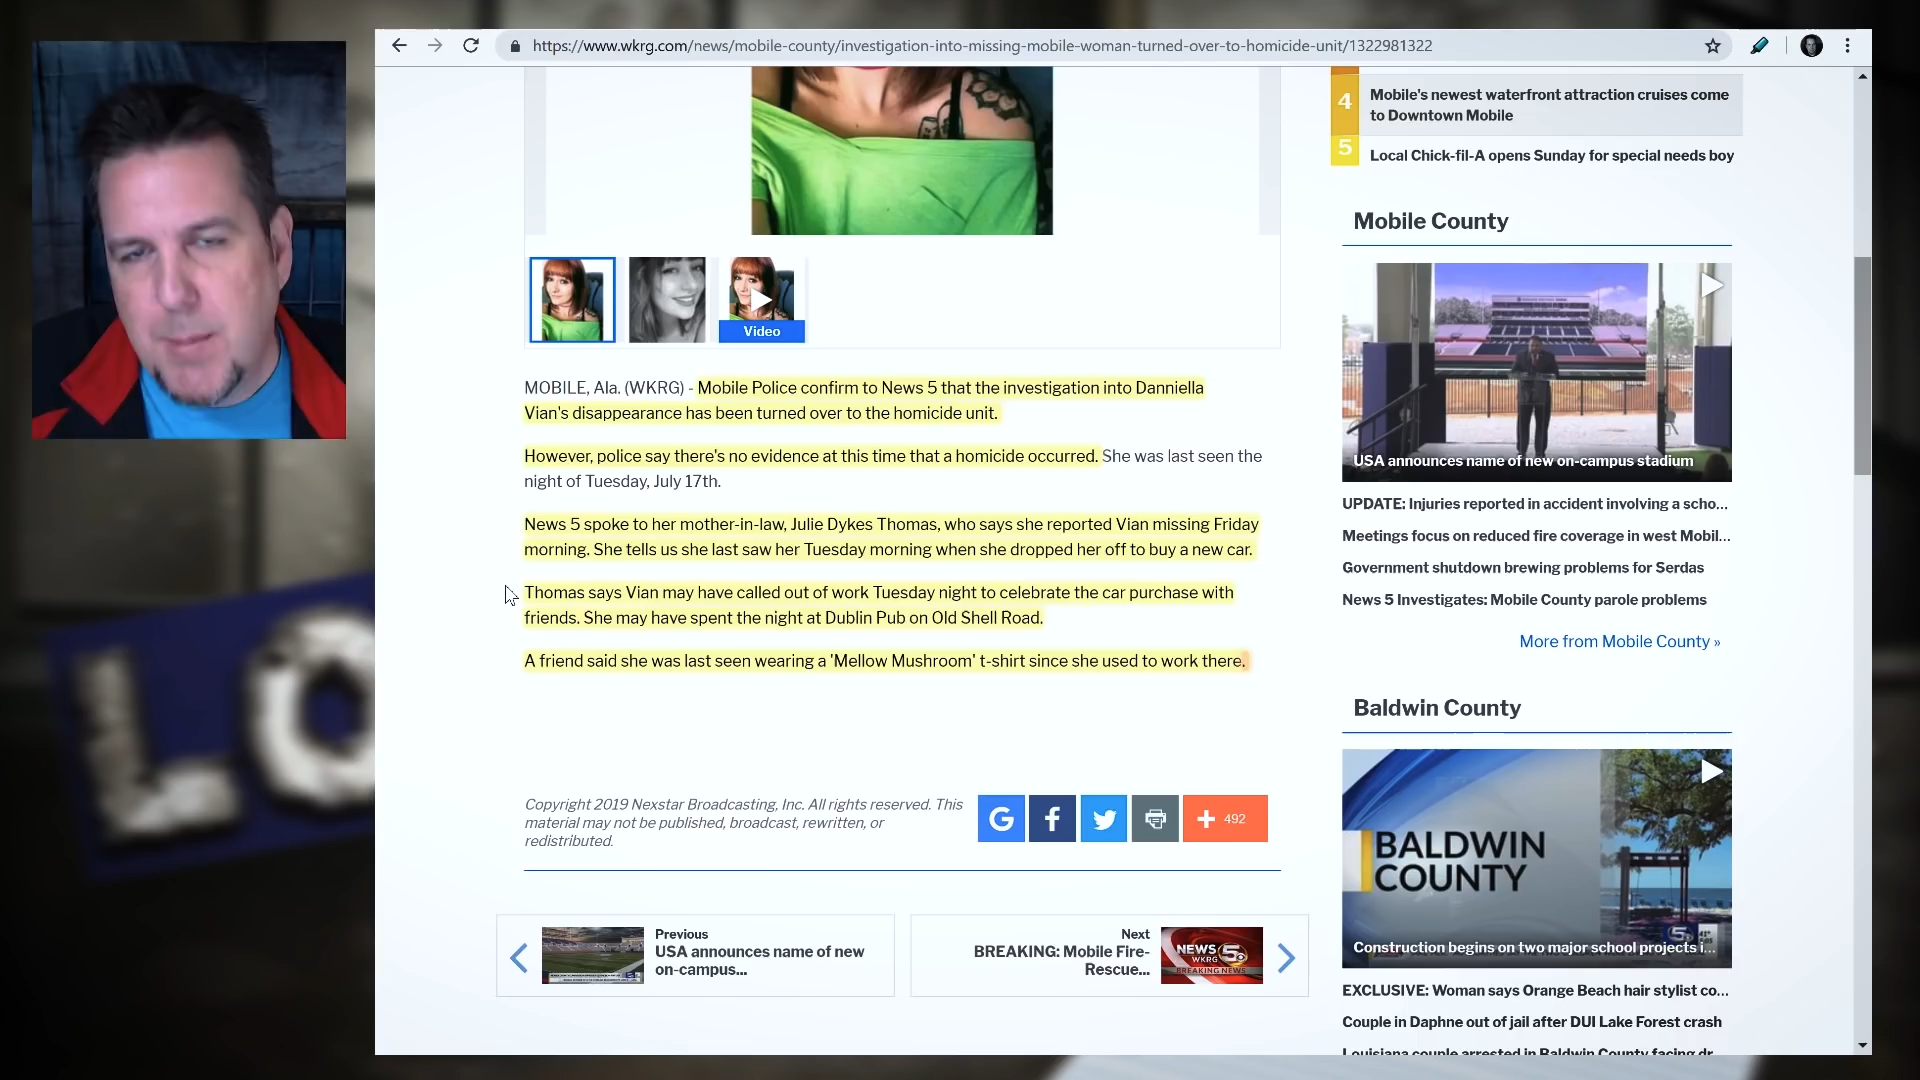 https://www.wkrg.com/news/mobile-county/investigation-into-missing-mobile-woman-turned-over-to-homicide-unit/1322981322
4
Mobile's newest waterfront attraction cruises come
to Downtown Mobile
5
Local Chick-fil-A opens Sunday for special needs boy
Mobile County
USA announces name of new on-campus stadium
UPDATE: Injuries reported in accident involving a scho...
Meetings focus on reduced fire coverage in west Mobil...
Government shutdown brewing problems for Serdas
News 5 Investigates: Mobile County parole problems
More from Mobile County »
Baldwin County
BALDWIN
COUNTY
5
Construction begins on two major school projects i...
EXCLUSIVE: Woman says Orange Beach hair stylist co...
Couple in Daphne out of jail after DUI Lake Forest crash
Louisiana couple arrested in Baldwin County facing dr...
Video
MOBILE, Ala. (WKRG) - Mobile Police confirm to News 5 that the investigation into Danniella
Vian's disappearance has been turned over to the homicide unit.
However, police say there's no evidence at this time that a homicide occurred. She was last seen the
night of Tuesday, July 17th.
News 5 spoke to her mother-in-law, Julie Dykes Thomas, who says she reported Vian missing Friday
morning. She tells us she last saw her Tuesday morning when she dropped her off to buy a new car.
Thomas says Vian may have called out of work Tuesday night to celebrate the car purchase with
friends. She may have spent the night at Dublin Pub on Old Shell Road.
A friend said she was last seen wearing a 'Mellow Mushroom' t-shirt since she used to work there.
Copyright 2019 Nexstar Broadcasting, Inc. All rights reserved. This
material may not be published, broadcast, rewritten, or
redistributed.
G
f
+ 492
Previous
USA announces name of new
on-campus...
Next
BREAKING: Mobile Fire-
Rescue...
NEWS 5
WKRG
BREAKING NEWS
LO